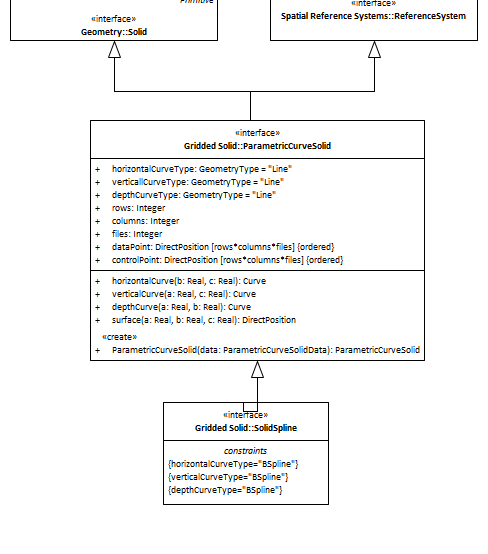 Primitive
«interface»
Geometry::Solid
«interface»
Spatial Reference Systems::ReferenceSystem
«interface»
Gridded Solid::ParametricCurveSolid
+ horizontalCurveType: GeometryType = "Line"
+ verticallCurveType: GeometryType = "Line"
+ depthCurveType: GeometryType = "Line"
+ rows: Integer
+ columns: Integer
+ files: Integer
+ dataPoint: DirectPosition [rows*columns*files] {ordered}
+ controlPoint: DirectPosition [rows*columns*files] {ordered}
+ horizontalCurve(b: Real, c: Real): Curve
+ verticalCurve(a: Real, c: Real): Curve
+ depthCurve(a: Real, b: Real): Curve
+ surface(a: Real, b: Real, c: Real): DirectPosition
«create»
+ ParametricCurveSolid(data: ParametricCurveSolidData): ParametricCurveSolid
«interface»
Gridded Solid::SolidSpline
constraints
{horizontalCurveType="BSpline"}
{verticalCurveType="BSpline"}
{depthCurveType="BSpline"}